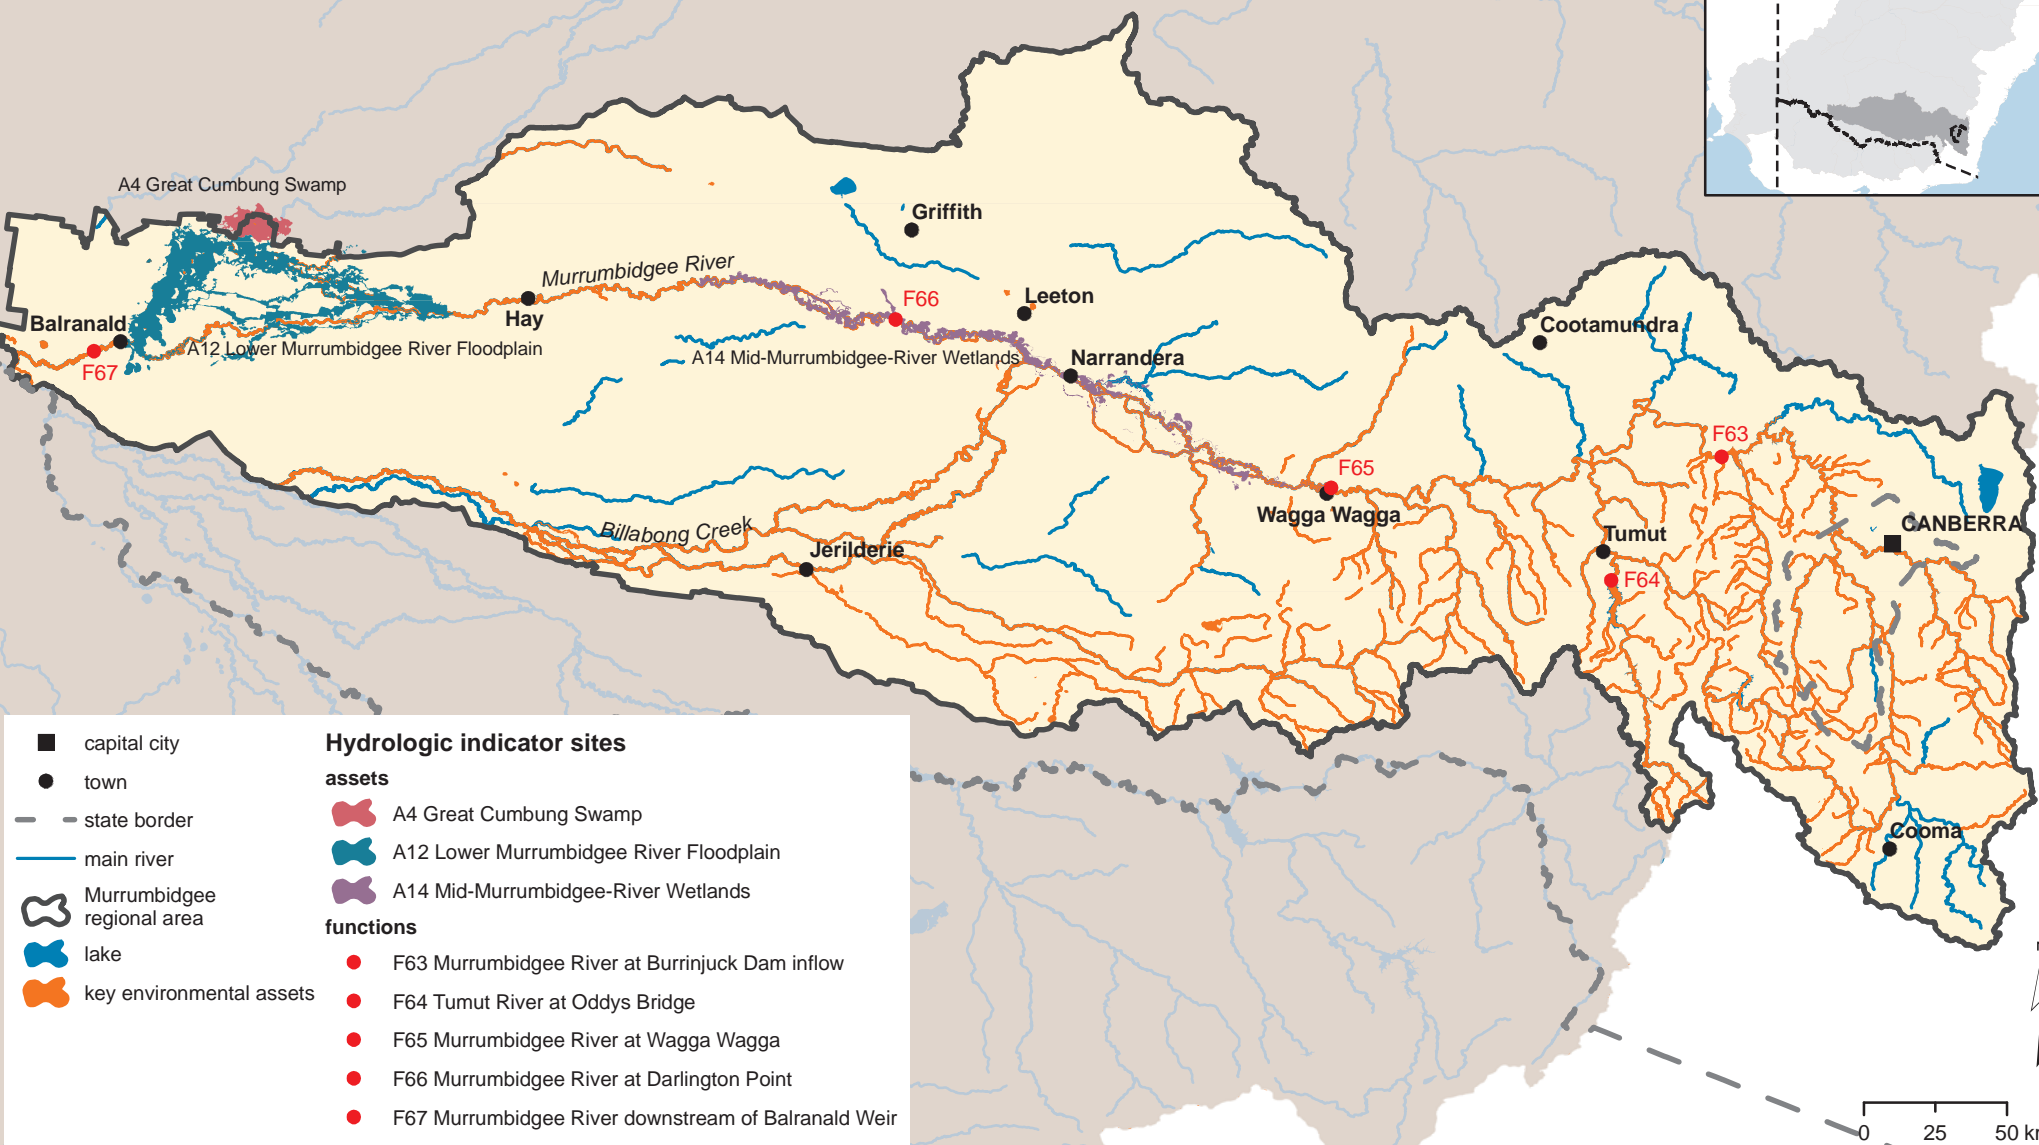 A4 Great Cumbung Swamp
Griffith
Murrumbidgee River
F66
Leeton
Hay
Balranald
A12 Lower Murrumbidgee River Floodplain
F67
A14 Mid-Murrumbidgee-River Wetlands
Narrandera
Cootamundra
F63
F65
Wagga Wagga
Billabong Creek
Jerilderie
Tumut
F64
CANBERRA
Cooma
capital city
town
state border
main river
Murrumbidgee
regional area
lake
key environmental assets
Hydrologic indicator sites
assets
A4 Great Cumbung Swamp
A12 Lower Murrumbidgee River Floodplain
A14 Mid-Murrumbidgee-River Wetlands
functions
F63 Murrumbidgee River at Burrinjuck Dam inflow
F64 Tumut River at Oddys Bridge
F65 Murrumbidgee River at Wagga Wagga
F66 Murrumbidgee River at Darlington Point
F67 Murrumbidgee River downstream of Balranald Weir
0 25 50 k